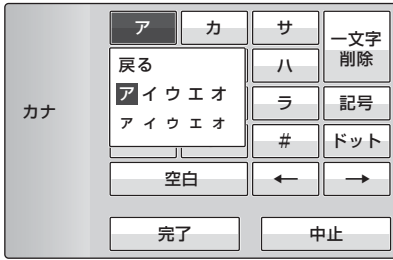 ア カ サ 一文字
削除
戻る
ア イ ウ エ オ
ァ ィ ゥ ェ ォ
ハ
カナ
ラ 記号
# ドット
空白 ← →
完了 中止